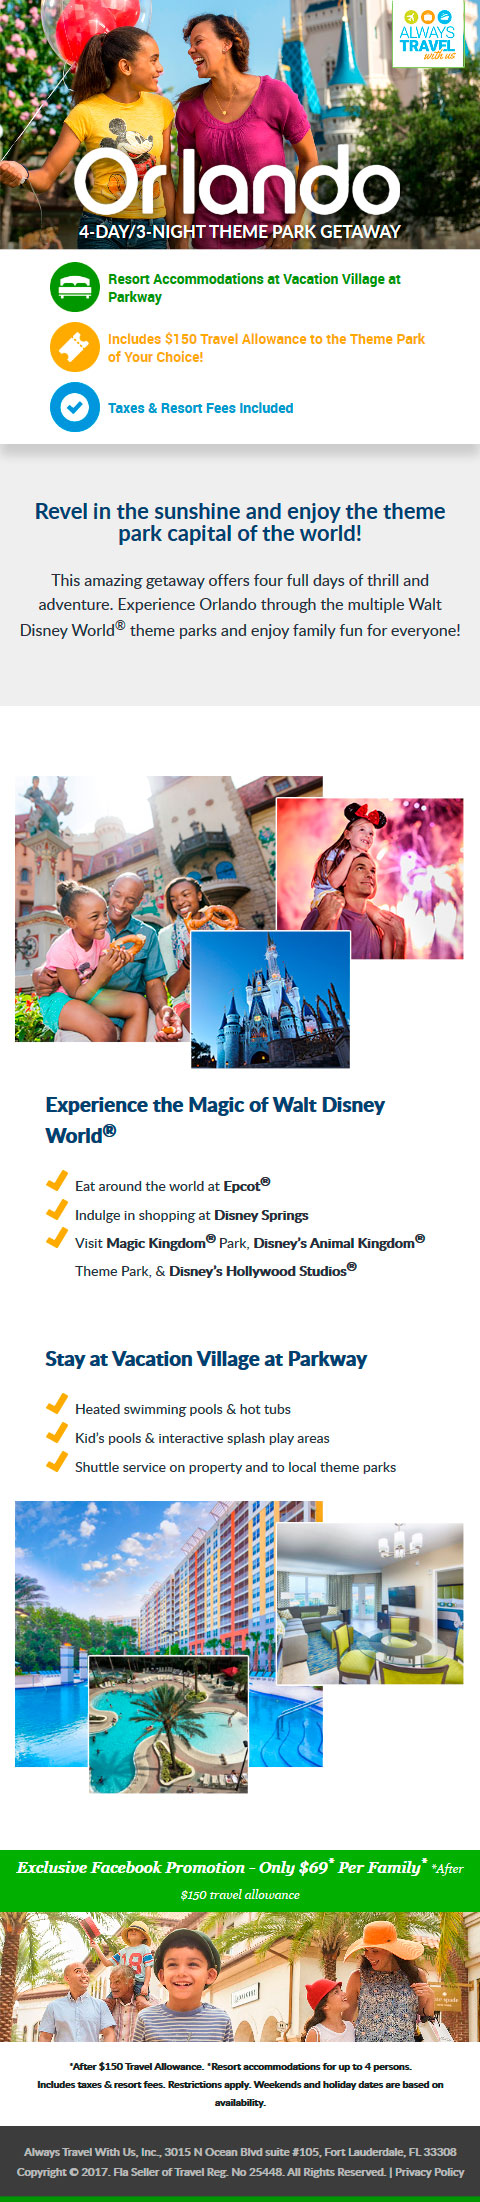 ALWAYS
TRAVEL
with us
Orlando
4-DAY/3-NIGHT THEME PARK GETAWAY
Resort Accommodations at Vacation Village at
Parkway
Includes $150 Travel Allowance to the Theme Park
of Your Choice!
Taxes & Resort Fees Included
Revel in the sunshine and enjoy the theme
park capital of the world!
This amazing getaway offers four full days of thrill and
adventure. Experience Orlando through the multiple Walt
Disney World® theme parks and enjoy family fun for everyone!
Experience the Magic of Walt Disney
World®
Eat around the world at Epcot®
Indulge in shopping at Disney Springs
Visit Magic Kingdom® Park, Disney's Animal Kingdom®
Theme Park, & Disney's Hollywood Studios®
Stay at Vacation Village at Parkway
Heated swimming pools & hot tubs
Kid's pools & interactive splash play areas
Shuttle service on property and to local theme parks
Exclusive Facebook Promotion - Only $69* Per Family* *After
$150 travel allowance
*After $150 Travel Allowance. *Resort accommodations for up to 4 persons.
Includes taxes & resort fees. Restrictions apply. Weekends and holiday dates are based on
availability.
Always Travel With Us, Inc., 3015 N Ocean Blvd suite #105, Fort Lauderdale, FL 33308
Copyright © 2017. Fla Seller of Travel Reg. No 25448. All Rights Reserved. | Privacy Policy